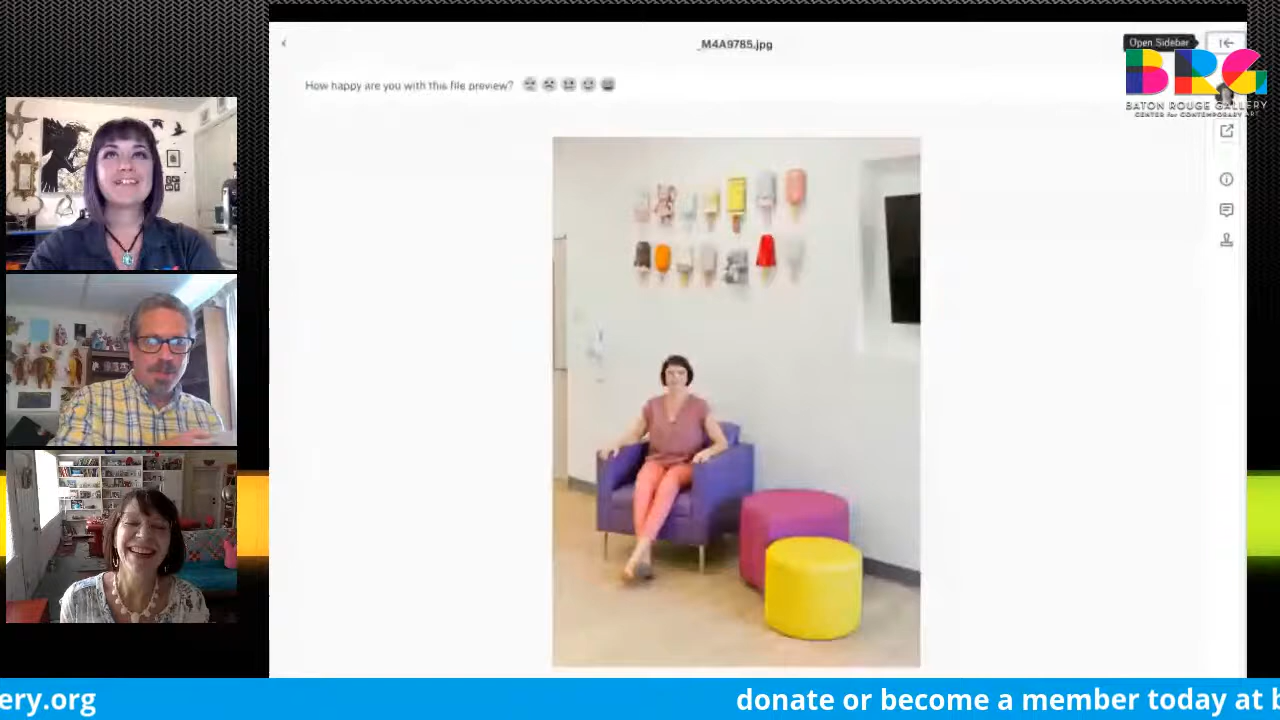 _M4A9785.jpg
Open Sidebar
How happy are you with this file preview?
BRG
BATON ROUGE GALLERY
CENTER for CONTEMPORARY ART
ery.org
donate or become a member today at b